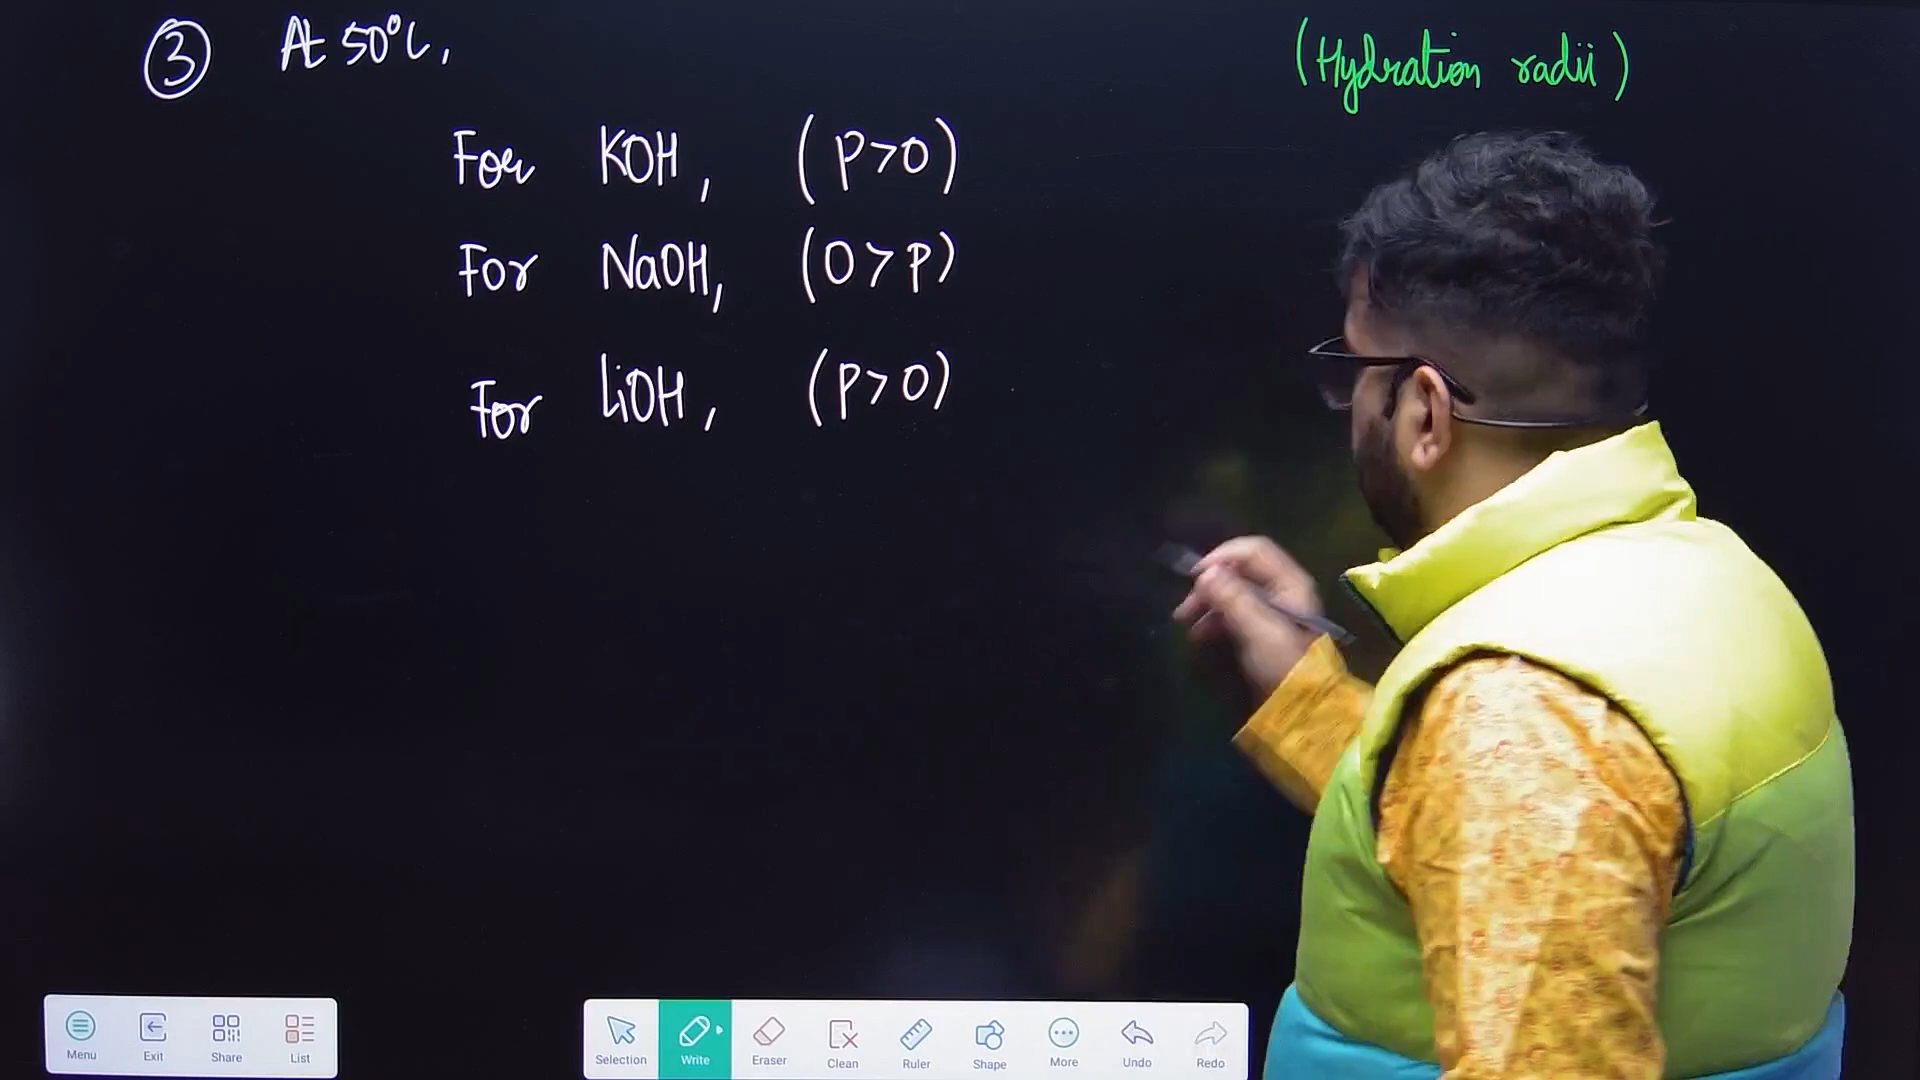 ③ At 50°C,
(Hydration radii)
For KOH, (P>O)
For NaOH, (O>P)
For LiOH, (P>O)
Menu Exit Share List
Selection Write Eraser Clean Ruler Shape More Undo Redo